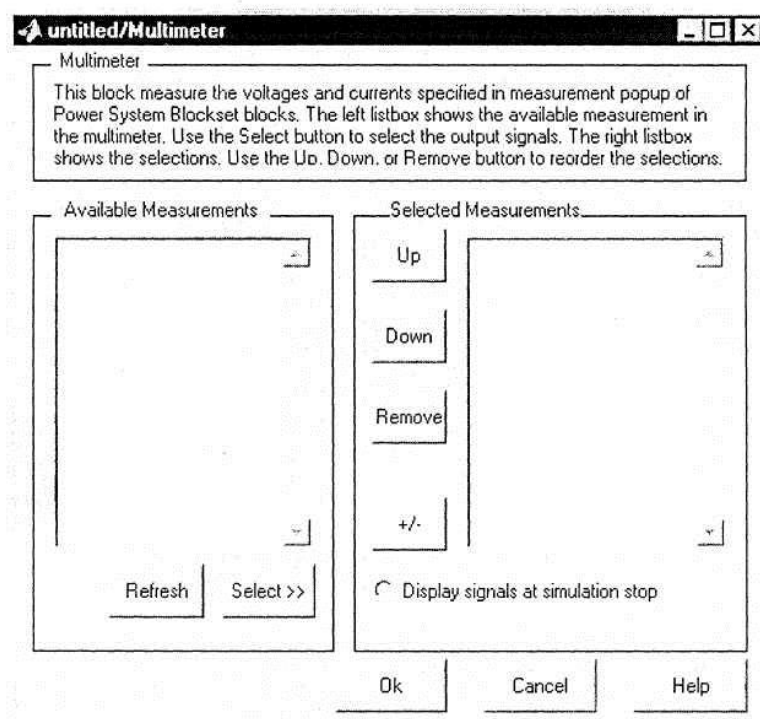 untitled/Multimeter
Multimeter
This block measure the voltages and currents specified in measurement popup of
Power System Blockset blocks. The left listbox shows the available measurement in
the multimeter. Use the Select button to select the output signals. The right listbox
shows the selections. Use the Up, Down, or Remove button to reorder the selections.
Available Measurements
Refresh
Select >>
Selected Measurements
Up
Down
Remove
+/-
Display signals at simulation stop
Ok
Cancel
Help